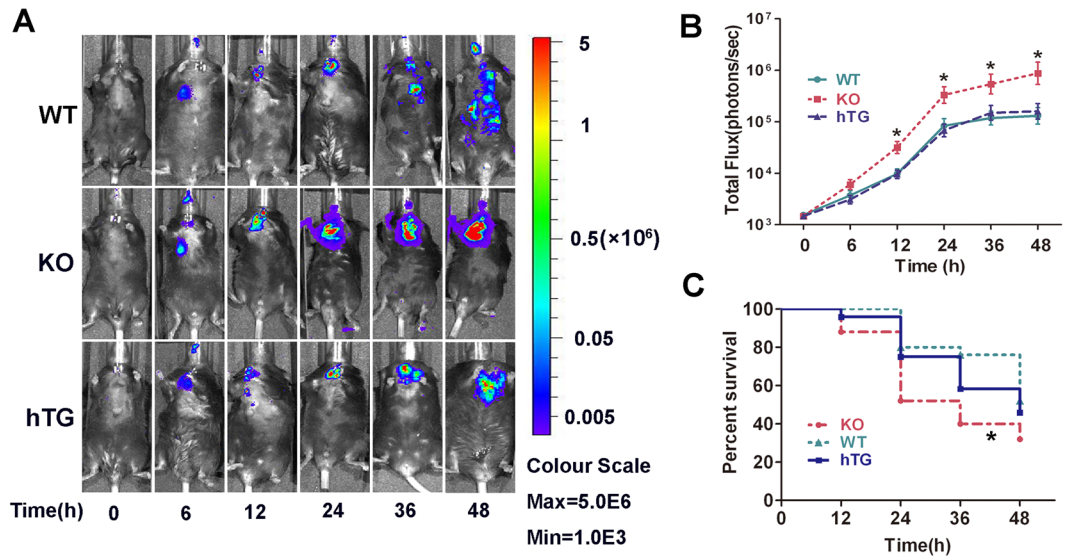 A
WT
KO
hTG
Time(h) 0 6 12 24 36 48
5
1
0.5(×10⁶)
0.05
0.005
Colour Scale
Max=5.0E6
Min=1.0E3
B
Total Flux(photons/sec)
10⁷
10⁶
10⁵
10⁴
10³
WT
KO
hTG
* * * * *
0 6 12 24 36 48
Time (h)
C
Percent survival
100
80
60
40
20
0
KO
WT
hTG
*
0 12 24 36 48
Time(h)